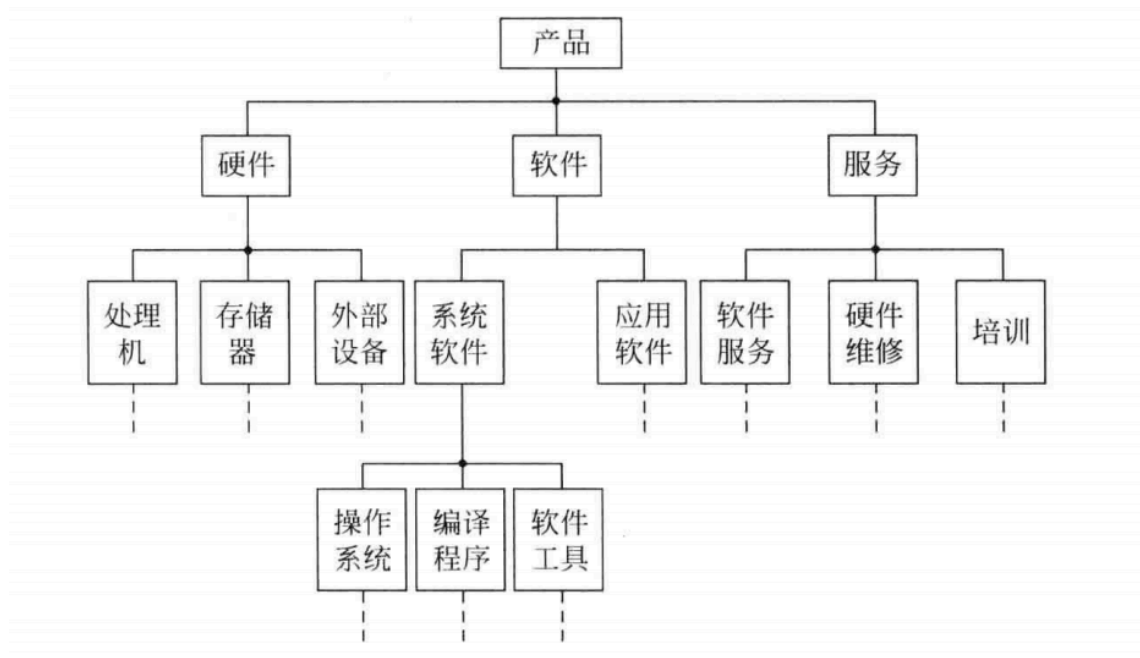 产品
硬件
软件
服务
处理
机
存储
器
外部
设备
系统
软件
应用
软件
软件
服务
硬件
维修
培训
操作
系统
编译
程序
软件
工具